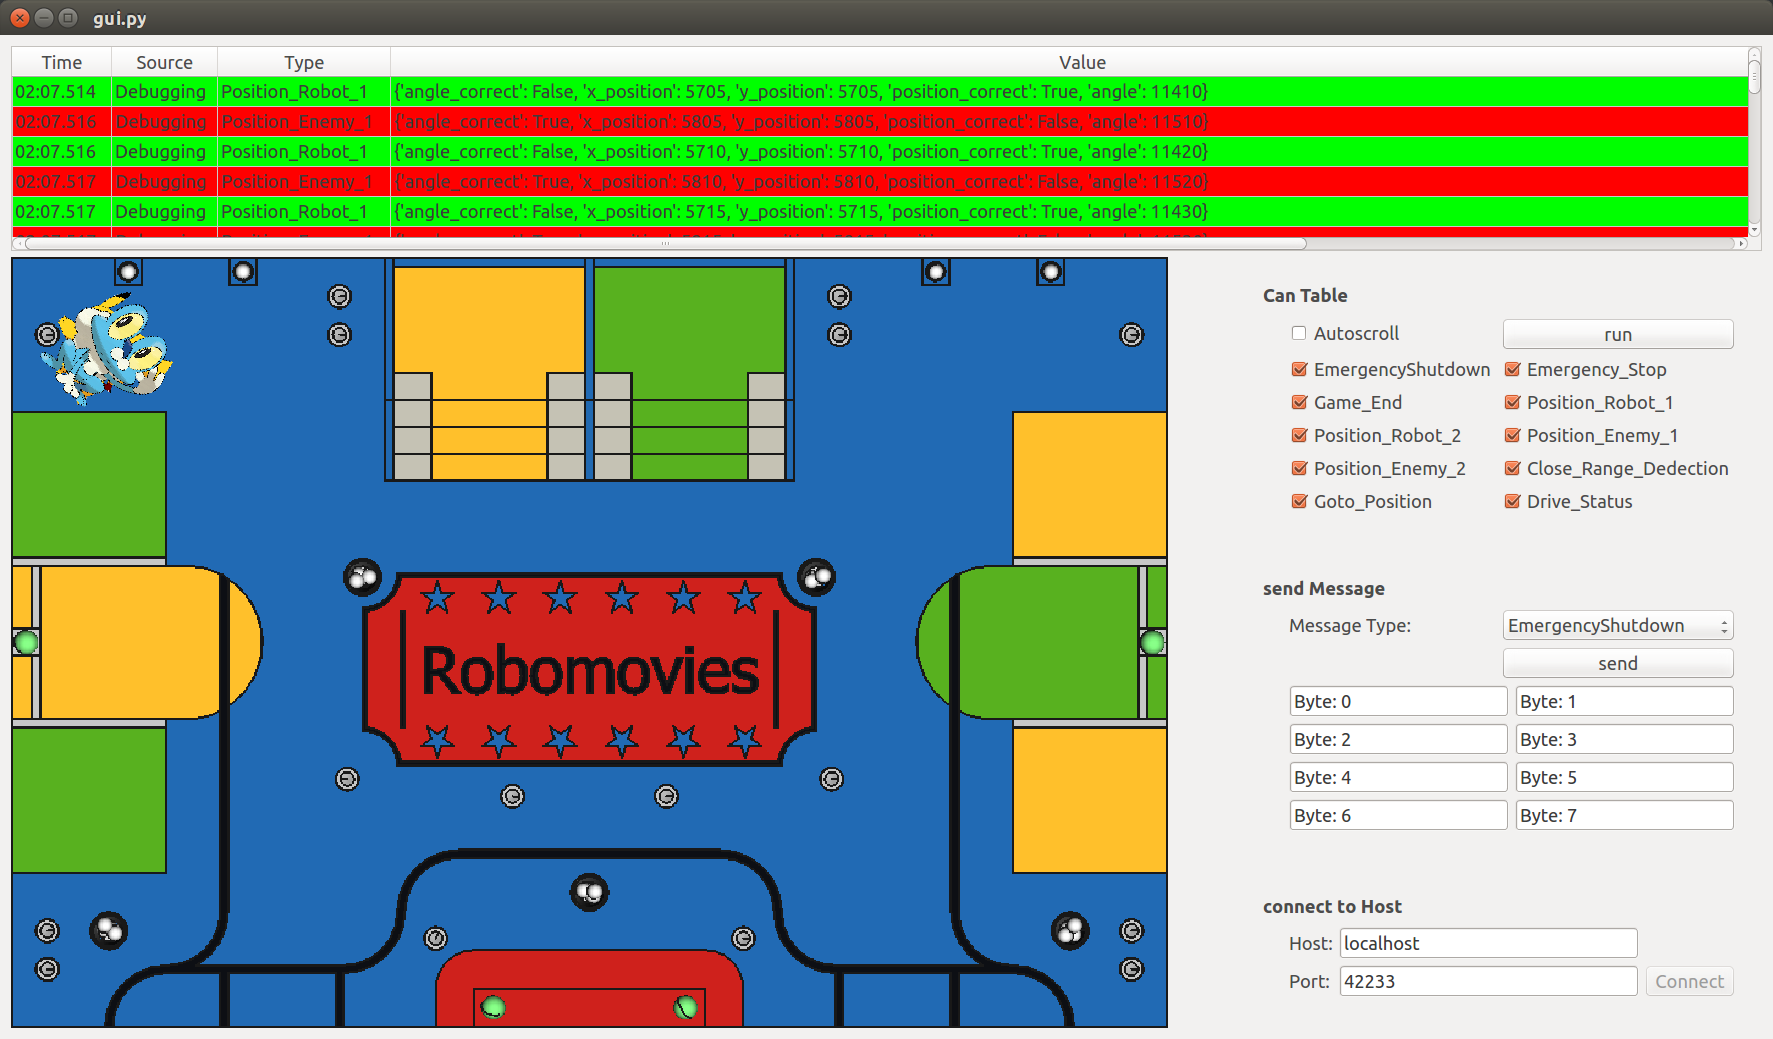 gui.py
Time Source Type Value
02:07.514 Debugging Position_Robot_1 {'angle_correct': False, 'x_position': 5705, 'y_position': 5705, 'position_correct': True, 'angle': 11410}
02:07.516 Debugging Position_Enemy_1 {'angle_correct': True, 'x_position': 5805, 'y_position': 5805, 'position_correct': False, 'angle': 11510}
02:07.516 Debugging Position_Robot_1 {'angle_correct': False, 'x_position': 5710, 'y_position': 5710, 'position_correct': True, 'angle': 11420}
02:07.517 Debugging Position_Enemy_1 {'angle_correct': True, 'x_position': 5810, 'y_position': 5810, 'position_correct': False, 'angle': 11520}
02:07.517 Debugging Position_Robot_1 {'angle_correct': False, 'x_position': 5715, 'y_position': 5715, 'position_correct': True, 'angle': 11430}
Robomovies
Can Table
Autoscroll run
EmergencyShutdown Emergency_Stop
Game_End Position_Robot_1
Position_Robot_2 Position_Enemy_1
Position_Enemy_2 Close_Range_Dedection
Goto_Position Drive_Status
send Message
Message Type: EmergencyShutdown
send
Byte: 0 Byte: 1
Byte: 2 Byte: 3
Byte: 4 Byte: 5
Byte: 6 Byte: 7
connect to Host
Host: localhost
Port: 42233 Connect